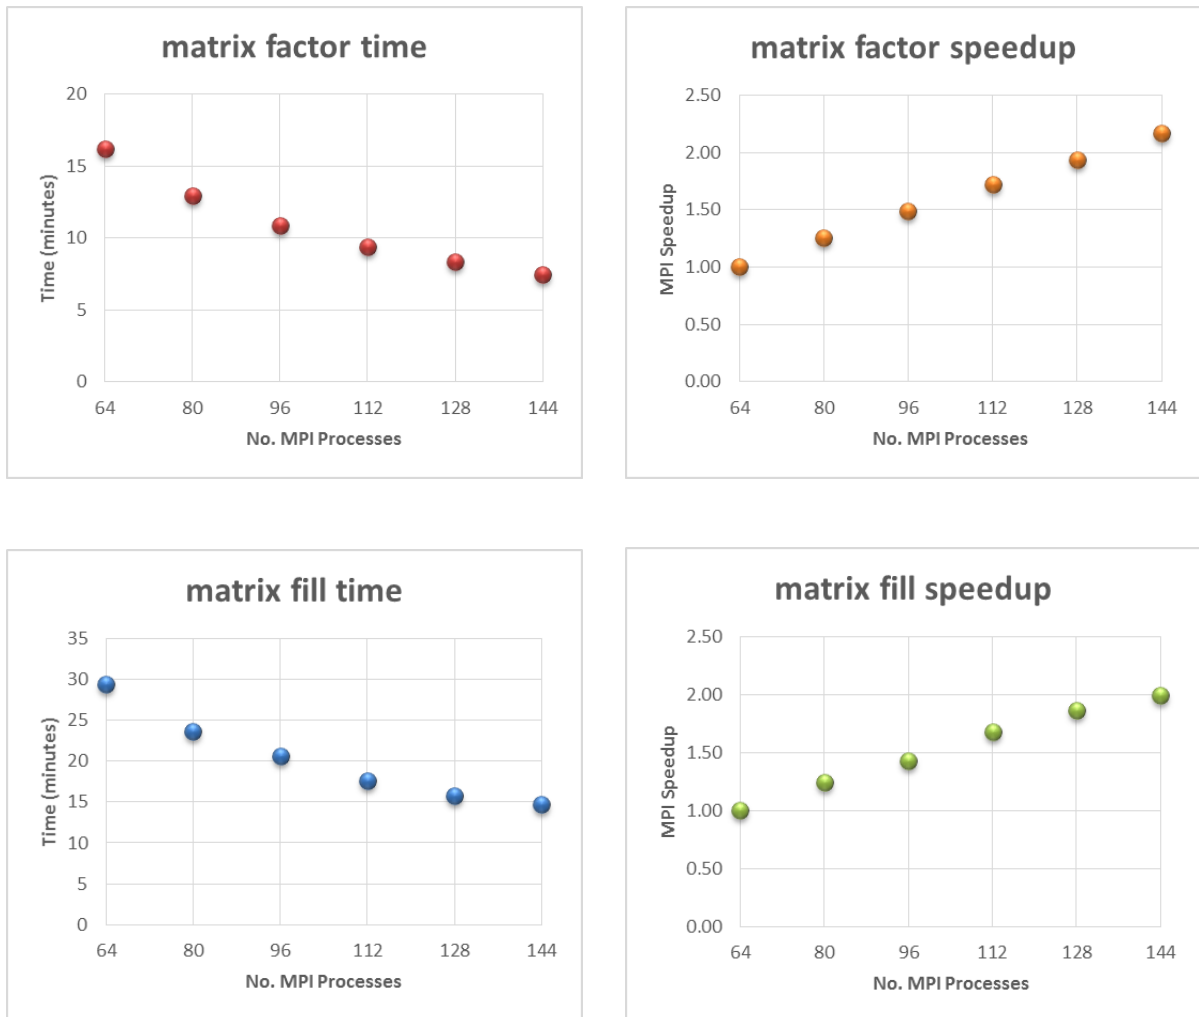 matrix factor time
20
15
10
5
0
Time (minutes)
64 80 96 112 128 144
No. MPI Processes
matrix factor speedup
2.50
2.00
1.50
1.00
0.50
0.00
MPI Speedup
64 80 96 112 128 144
No. MPI Processes
matrix fill time
35
30
25
20
15
10
5
0
Time (minutes)
64 80 96 112 128 144
No. MPI Processes
matrix fill speedup
2.50
2.00
1.50
1.00
0.50
0.00
MPI Speedup
64 80 96 112 128 144
No. MPI Processes